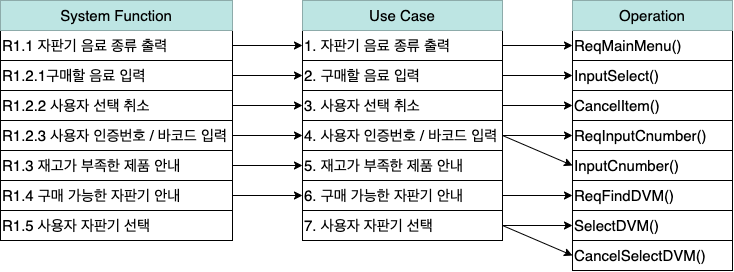 System Function
Use Case
Operation
R1.1 자판기 음료 종류 출력
1. 자판기 음료 종류 출력
ReqMainMenu()
R1.2.1구매할 음료 입력
2. 구매할 음료 입력
InputSelect()
R1.2.2 사용자 선택 취소
3. 사용자 선택 취소
CancelItem()
R1.2.3 사용자 인증번호 / 바코드 입력
4. 사용자 인증번호 / 바코드 입력
ReqInputCnumber()
R1.3 재고가 부족한 제품 안내
5. 재고가 부족한 제품 안내
InputCnumber()
R1.4 구매 가능한 자판기 안내
6. 구매 가능한 자판기 안내
ReqFindDVM()
R1.5 사용자 자판기 선택
7. 사용자 자판기 선택
SelectDVM()
CancelSelectDVM()